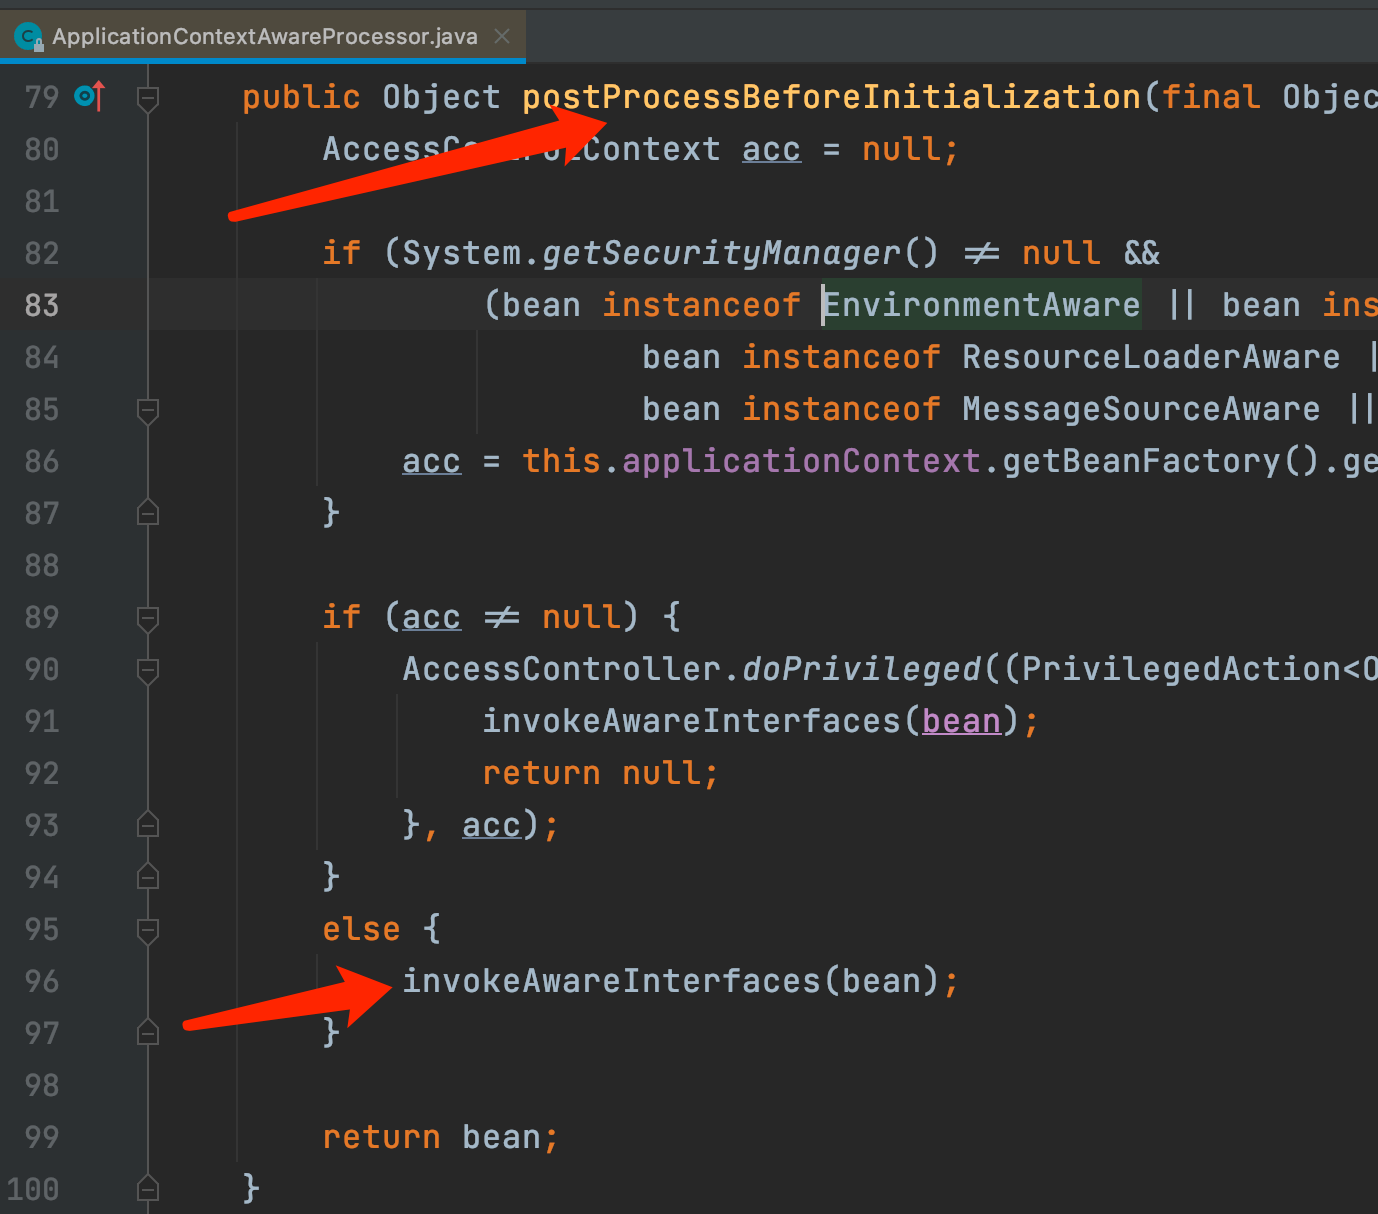 ApplicationContextAwareProcessor.java
79 public Object postProcessBeforeInitialization(final Objec
80 AccessControlContext acc = null;
81
82 if (System.getSecurityManager() ≠ null &&
83 (bean instanceof EnvironmentAware || bean ins
84 bean instanceof ResourceLoaderAware |
85 bean instanceof MessageSourceAware ||
86 acc = this.applicationContext.getBeanFactory().ge
87 }
88
89 if (acc ≠ null) {
90 AccessController.doPrivileged((PrivilegedAction<O
91 invokeAwareInterfaces(bean);
92 return null;
93 }, acc);
94 }
95 else {
96 invokeAwareInterfaces(bean);
97 }
98
99 return bean;
100 }